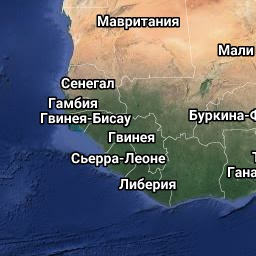 Мавритания
Мали
Сенегал
Гамбия
Гвинея-Бисау
Буркина-Ф
Гвинея
Сьерра-Леоне
Гана
Либерия